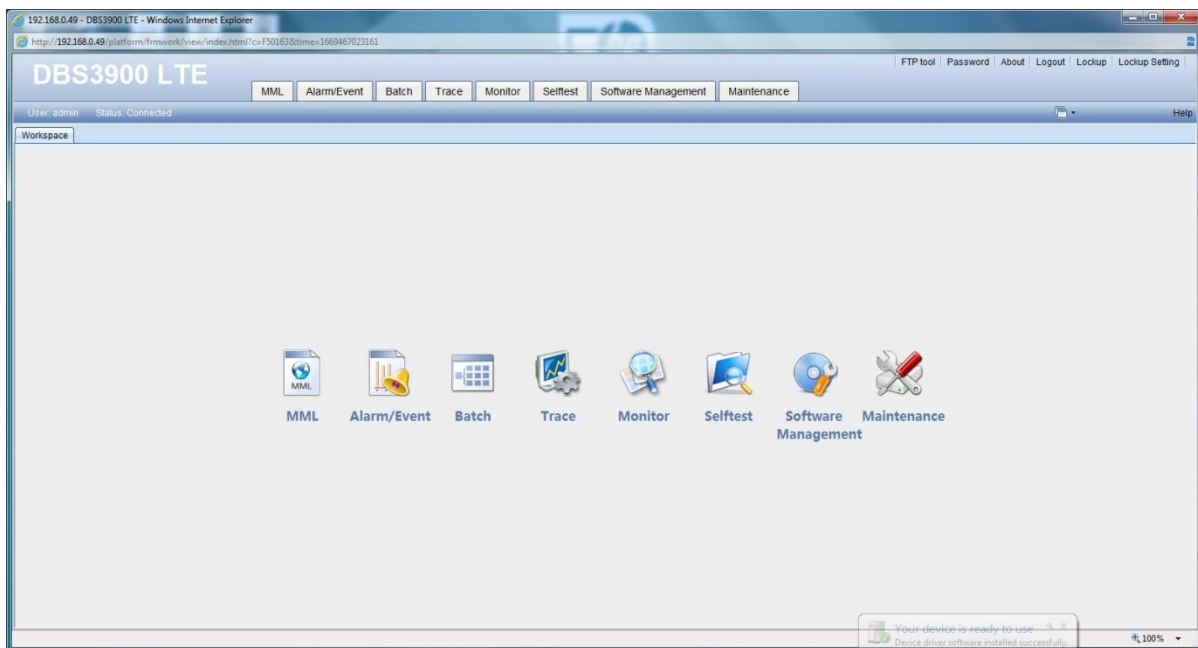 192.168.0.49 - DBS3900 LTE - Windows Internet Explorer
http://192.168.0.49/platform/frmwork/view/index.html?c=F50163&time=1669467023161
FTP tool Password About Logout Lockup Lockup Setting
DBS3900 LTE
MML Alarm/Event Batch Trace Monitor Selftest Software Management Maintenance
User: admin Status: Connected Help
Workspace
MML
MML Alarm/Event Batch Trace Monitor Selftest Software Management Maintenance
Your device is ready to use
Device driver software installed successfully.
100%